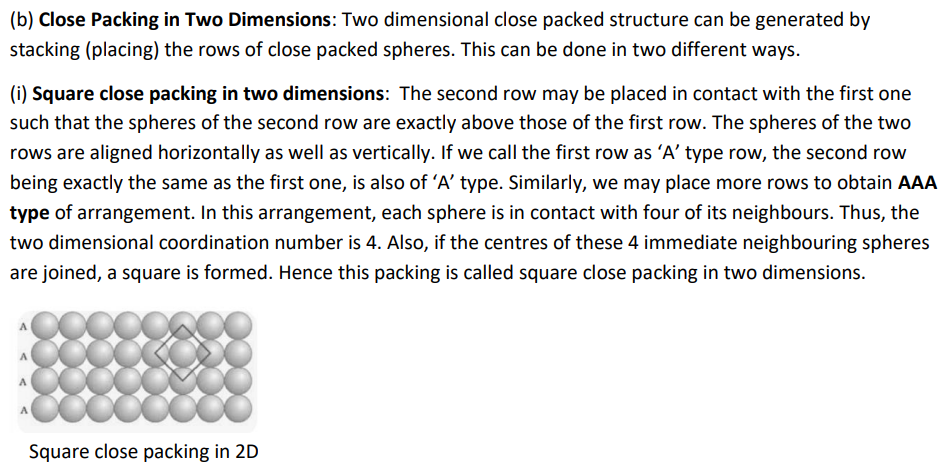 (b) Close Packing in Two Dimensions: Two dimensional close packed structure can be generated by
stacking (placing) the rows of close packed spheres. This can be done in two different ways.
(i) Square close packing in two dimensions:  The second row may be placed in contact with the first one
such that the spheres of the second row are exactly above those of the first row. The spheres of the two
rows are aligned horizontally as well as vertically. If we call the first row as ‘A’ type row, the second row
being exactly the same as the first one, is also of ‘A’ type. Similarly, we may place more rows to obtain AAA
type of arrangement. In this arrangement, each sphere is in contact with four of its neighbours. Thus, the
two dimensional coordination number is 4. Also, if the centres of these 4 immediate neighbouring spheres
are joined, a square is formed. Hence this packing is called square close packing in two dimensions.
A
A
A
A
Square close packing in 2D